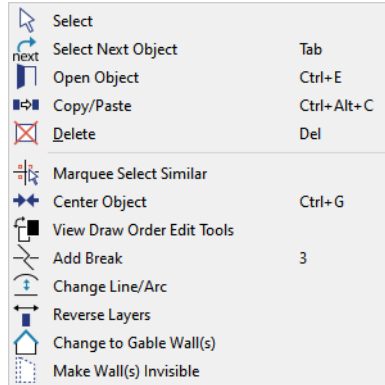 Select
next Select Next Object Tab
Open Object Ctrl+E
Copy/Paste Ctrl+Alt+C
Delete Del
Marquee Select Similar
Center Object Ctrl+G
View Draw Order Edit Tools
Add Break 3
Change Line/Arc
Reverse Layers
Change to Gable Wall(s)
Make Wall(s) Invisible